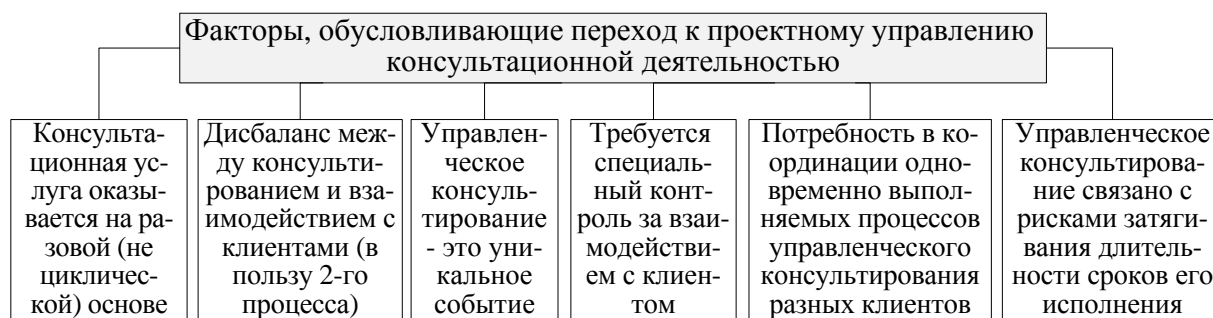 Факторы, обусловливающие переход к проектному управлению
консультационной деятельностью
Консульта-
ционная ус-
луга оказы-
вается на ра-
зовой (не
цикличес-
кой) основе
Дисбаланс меж-
ду консульти-
рованием и вза-
имодействием с
клиентами (в
пользу 2-го
процесса)
Управлен-
ческое
консуль-
тирование
- это уни-
кальное
событие
Требуется
специаль-
ный конт-
роль за взаи-
модействи-
ем с клиен-
том
Потребность в ко-
ординации одно-
временно выпол-
няемых процессов
управленческого
консультирования
разных клиентов
Управленческое
консультирова-
ние связано с
рисками затяги-
вания длитель-
ности сроков его
исполнения